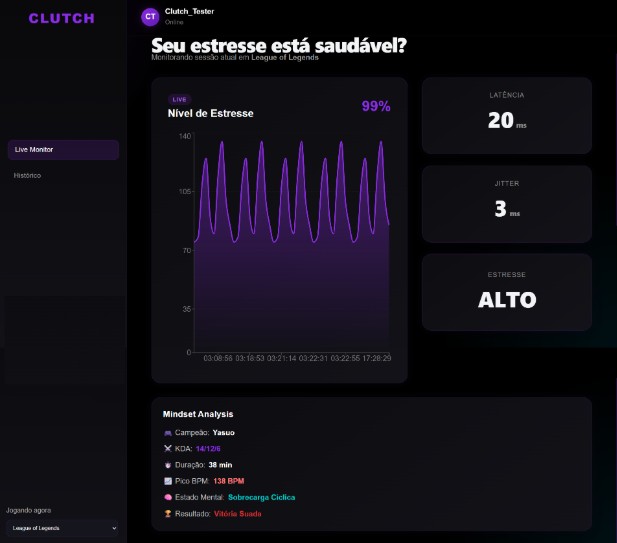 CLUTCH
CT
Clutch_Tester
Online
Seu estresse está saudável?
Monitorando sessão atual em League of Legends
Live Monitor
Histórico
LIVE
Nível de Estresse
99%
140
105
70
35
0
03:08:56 03:18:53 03:21:14 03:22:31 03:22:55 17:28:29
LATÊNCIA
20 ms
JITTER
3 ms
ESTRESSE
ALTO
Mindset Analysis
Campeão: Yasuo
KDA: 14/12/6
Duração: 38 min
Pico BPM: 138 BPM
Estado Mental: Sobrecarga Cíclica
Resultado: Vitória Suada
Jogando agora
League of Legends